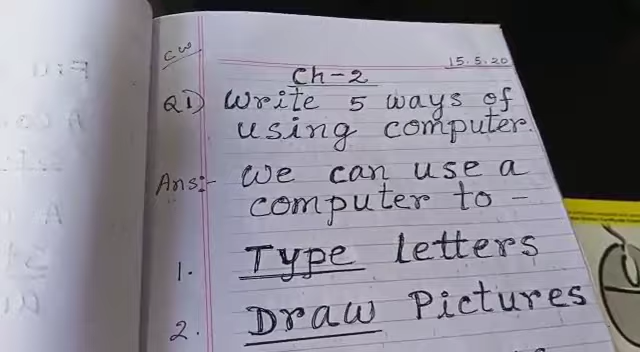 CW
15.5.20
Ch-2
Q1) Write 5 ways of
using computer.
Ans:- We can use a
computer to -
1. Type letters
2. Draw Pictures